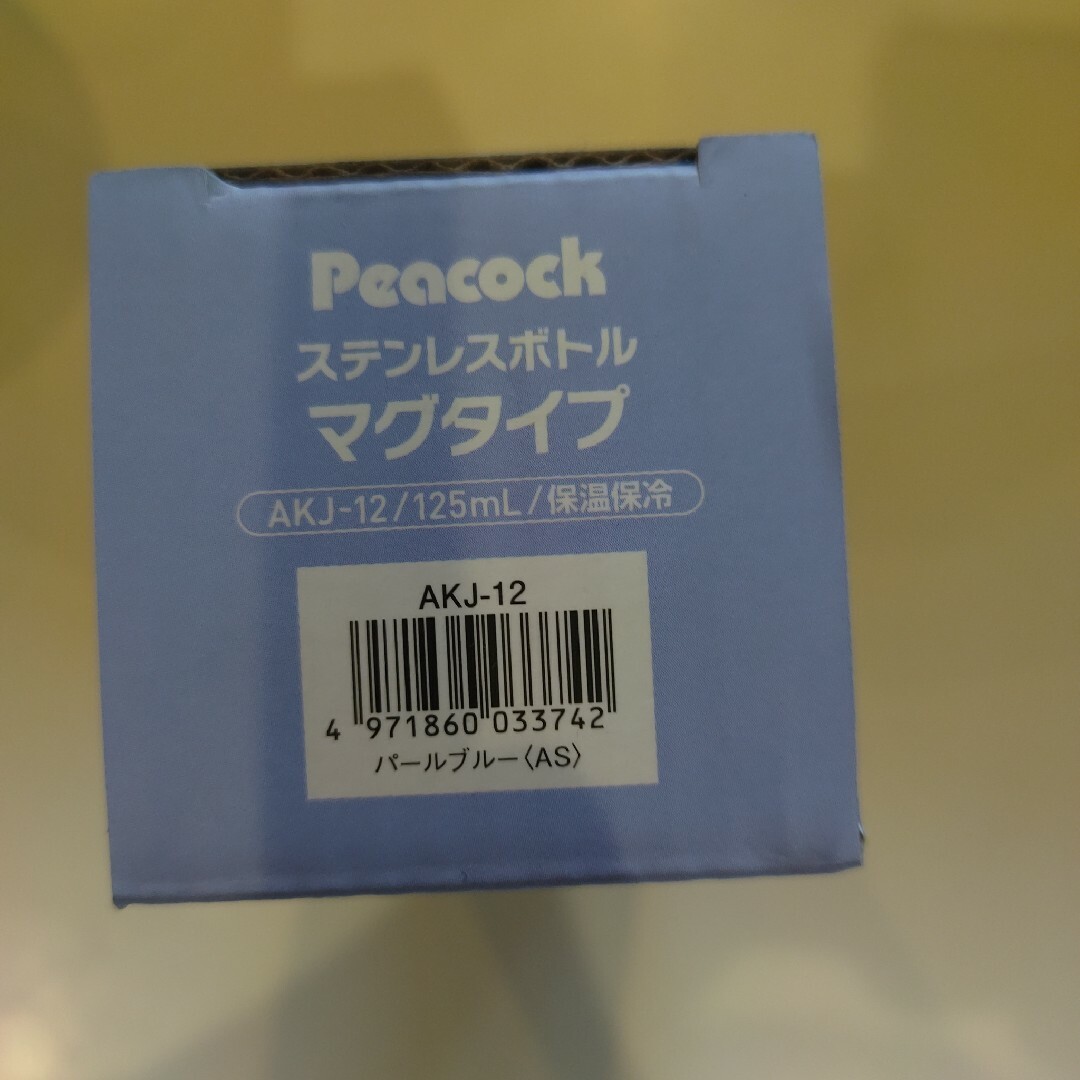 Peacock
ステンレスボトル
マグタイプ
AKJ-12/125mL/保温保冷
AKJ-12
4 971860 033742
パールブルー〈AS〉